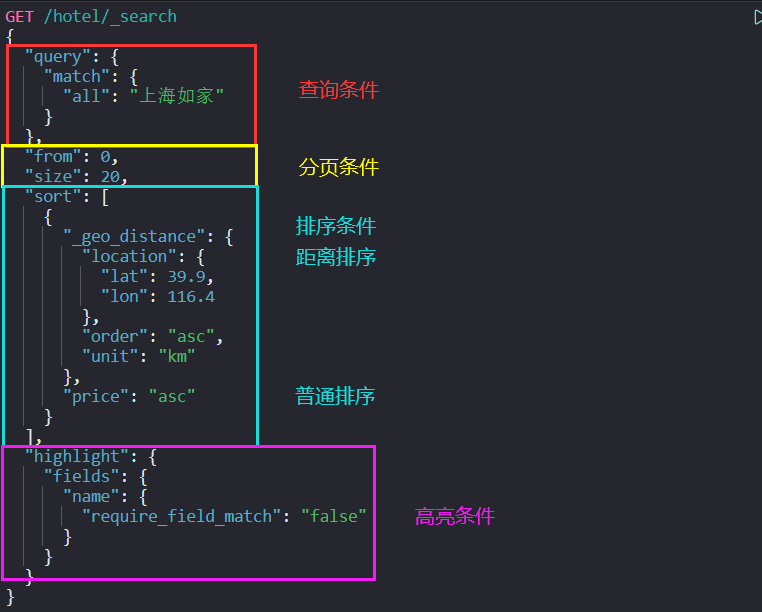 GET /hotel/_search
{
"query": {
"match": {
"all": "上海如家"
}
},
查询条件
"from": 0,
"size": 20,
分页条件
"sort": [
{
"_geo_distance": {
"location": {
"lat": 39.9,
"lon": 116.4
},
"order": "asc",
"unit": "km"
},
"price": "asc"
}
],
排序条件
距离排序
普通排序
"highlight": {
"fields": {
"name": {
"require_field_match": "false"
}
}
}
高亮条件
}